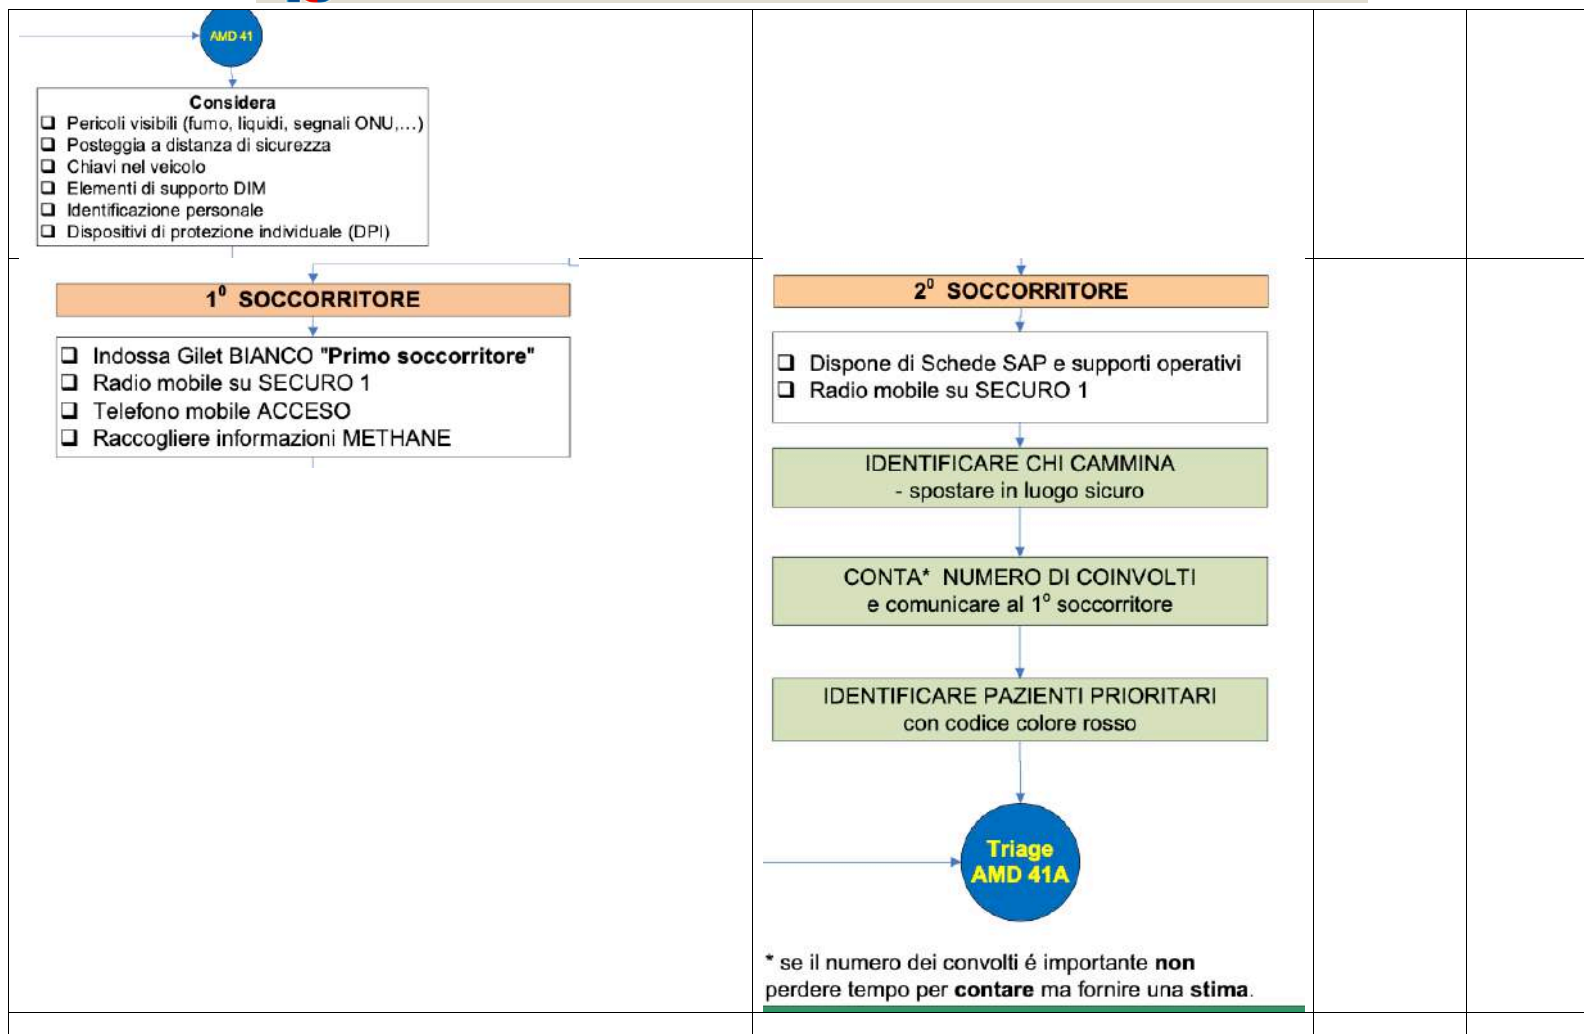 AMD 41
Considera
❑ Pericoli visibili (fumo, liquidi, segnali ONU,...)
❑ Posteggia a distanza di sicurezza
❑ Chiavi nel veicolo
❑ Elementi di supporto DIM
❑ Identificazione personale
❑ Dispositivi di protezione individuale (DPI)
1⁰ SOCCORRITORE
❑ Indossa Gilet BIANCO "Primo soccorritore"
❑ Radio mobile su SECURO 1
❑ Telefono mobile ACCESO
❑ Raccogliere informazioni METHANE
2⁰ SOCCORRITORE
❑ Dispone di Schede SAP e supporti operativi
❑ Radio mobile su SECURO 1
IDENTIFICARE CHI CAMMINA
- spostare in luogo sicuro
CONTA* NUMERO DI COINVOLTI
e comunicare al 1° soccorritore
IDENTIFICARE PAZIENTI PRIORITARI
con codice colore rosso
Triage
AMD 41A
* se il numero dei convolti é importante non
perdere tempo per contare ma fornire una stima.